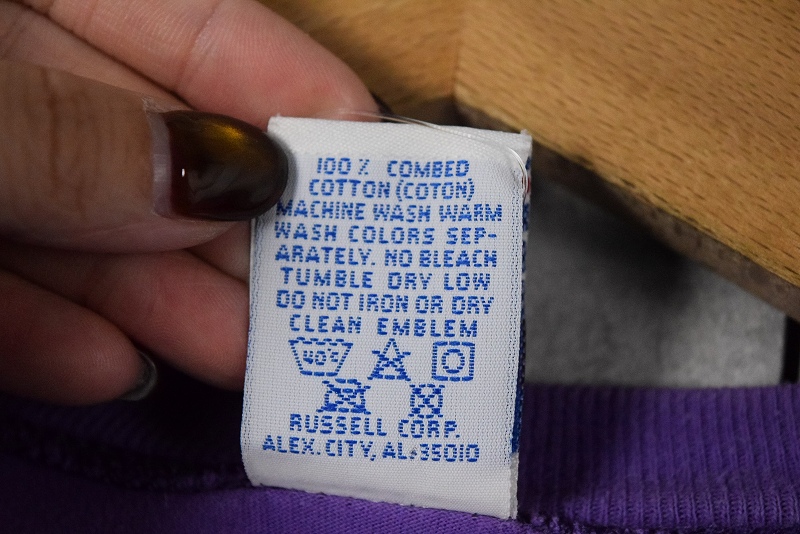 100% COMBED
COTTON (COTON)
MACHINE WASH WARM
WASH COLORS SEP-
ARATELY. NO BLEACH
TUMBLE DRY LOW
DO NOT IRON OR DRY
CLEAN EMBLEM
40°C
RUSSELL CORP.
ALEX. CITY, AL. 35010